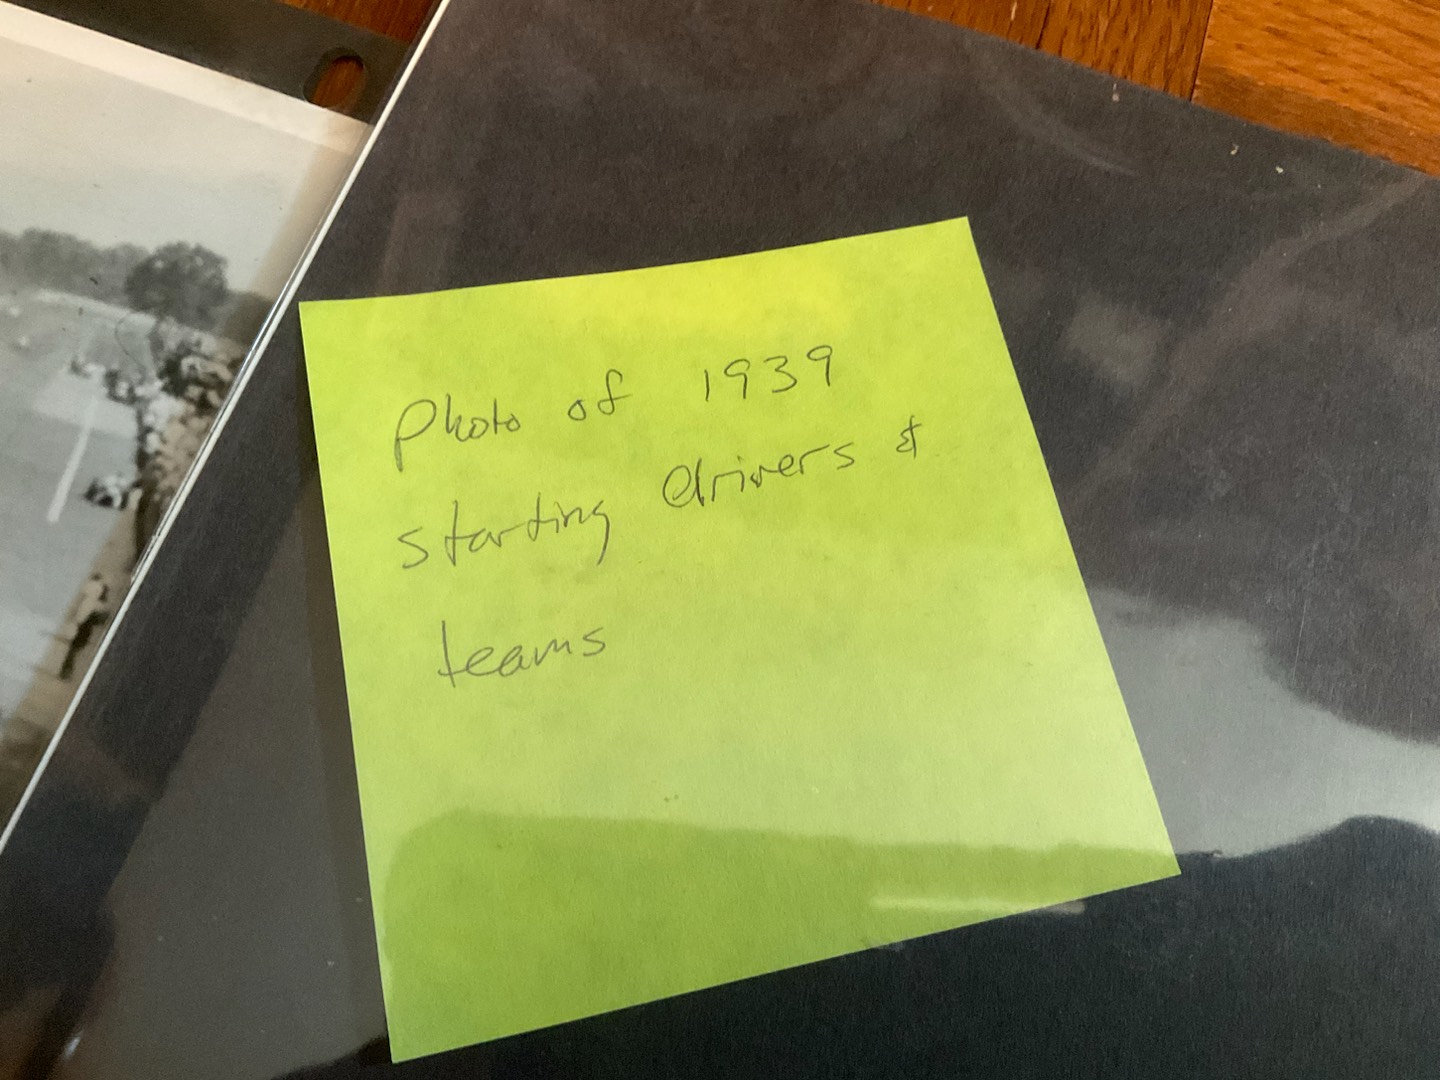 Photo of 1939
starting drivers &
teams